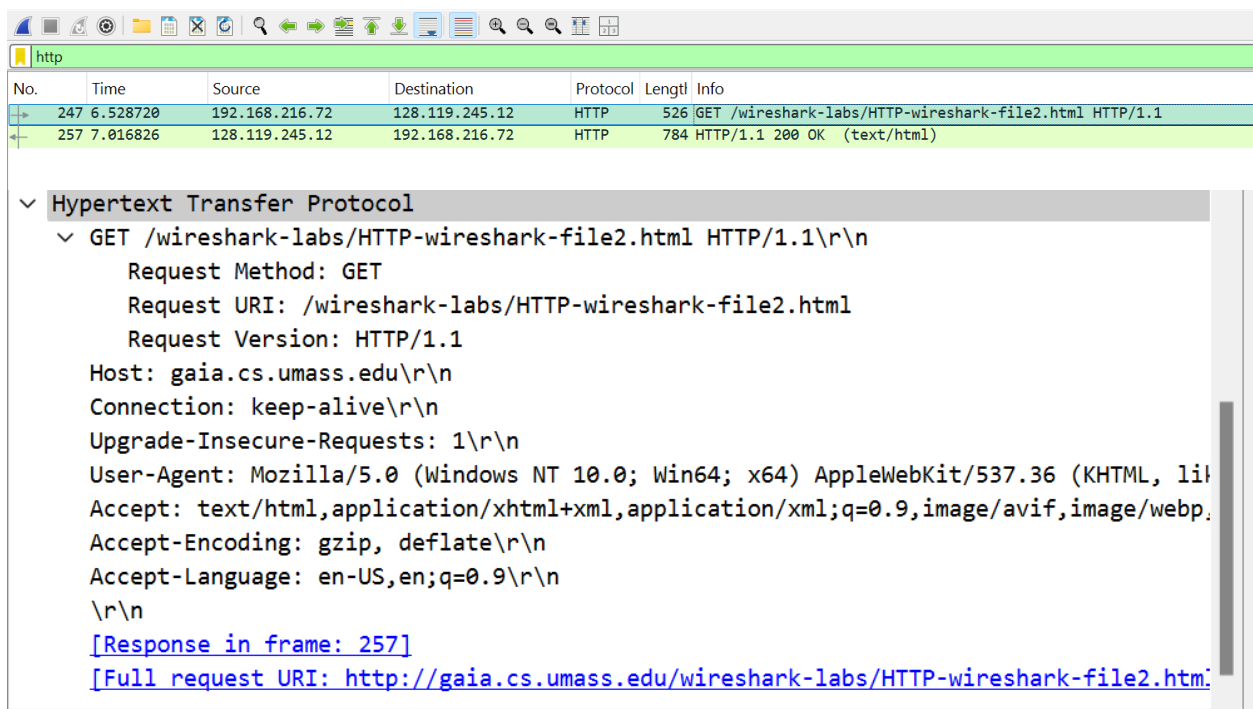 http
No. Time Source Destination Protocol Lengtl Info
247 6.528720 192.168.216.72 128.119.245.12 HTTP 526 GET /wireshark-labs/HTTP-wireshark-file2.html HTTP/1.1
257 7.016826 128.119.245.12 192.168.216.72 HTTP 784 HTTP/1.1 200 OK (text/html)
Hypertext Transfer Protocol
GET /wireshark-labs/HTTP-wireshark-file2.html HTTP/1.1\r\n
Request Method: GET
Request URI: /wireshark-labs/HTTP-wireshark-file2.html
Request Version: HTTP/1.1
Host: gaia.cs.umass.edu\r\n
Connection: keep-alive\r\n
Upgrade-Insecure-Requests: 1\r\n
User-Agent: Mozilla/5.0 (Windows NT 10.0; Win64; x64) AppleWebKit/537.36 (KHTML, lik
Accept: text/html,application/xhtml+xml,application/xml;q=0.9,image/avif,image/webp,
Accept-Encoding: gzip, deflate\r\n
Accept-Language: en-US,en;q=0.9\r\n
\r\n
[Response in frame: 257]
[Full request URI: http://gaia.cs.umass.edu/wireshark-labs/HTTP-wireshark-file2.html